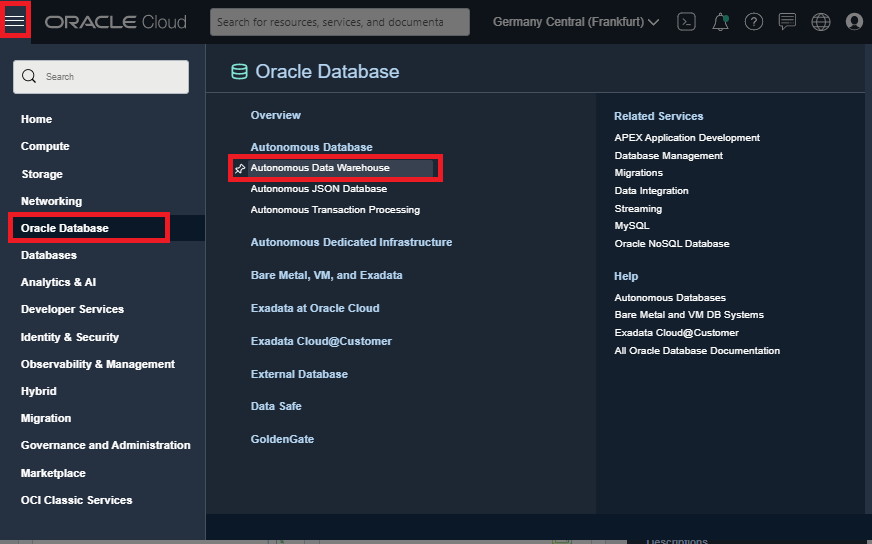 ORACLE Cloud
Search for resources, services, and documenta
Germany Central (Frankfurt)
Search
Home
Compute
Storage
Networking
Oracle Database
Databases
Analytics & AI
Developer Services
Identity & Security
Observability & Management
Hybrid
Migration
Governance and Administration
Marketplace
OCI Classic Services
Oracle Database
Overview
Autonomous Database
Autonomous Data Warehouse
Autonomous JSON Database
Autonomous Transaction Processing
Autonomous Dedicated Infrastructure
Bare Metal, VM, and Exadata
Exadata at Oracle Cloud
Exadata Cloud@Customer
External Database
Data Safe
GoldenGate
Related Services
APEX Application Development
Database Management
Migrations
Data Integration
Streaming
MySQL
Oracle NoSQL Database
Help
Autonomous Databases
Bare Metal and VM DB Systems
Exadata Cloud@Customer
All Oracle Database Documentation
Descriptions